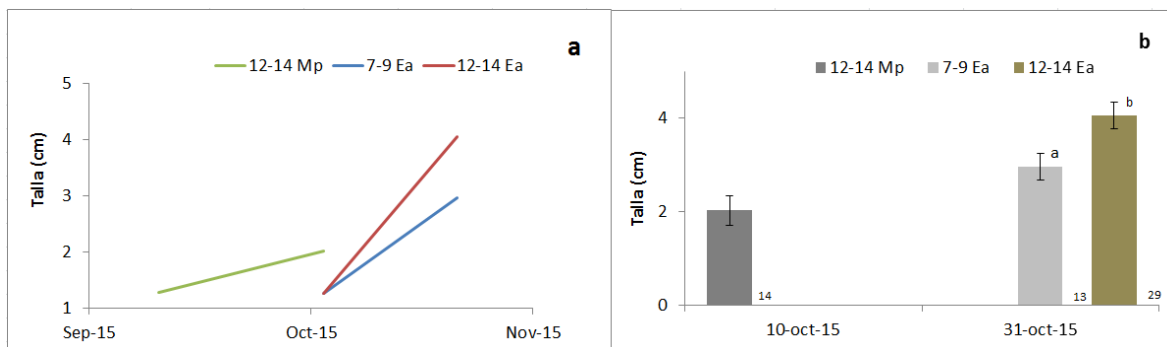 a
12-14 Mp 7-9 Ea 12-14 Ea
5
4
3
2
1
Talla (cm)
Sep-15 Oct-15 Nov-15
b
12-14 Mp 7-9 Ea 12-14 Ea
4
2
0
Talla (cm)
a
b
14
13
29
10-oct-15 31-oct-15